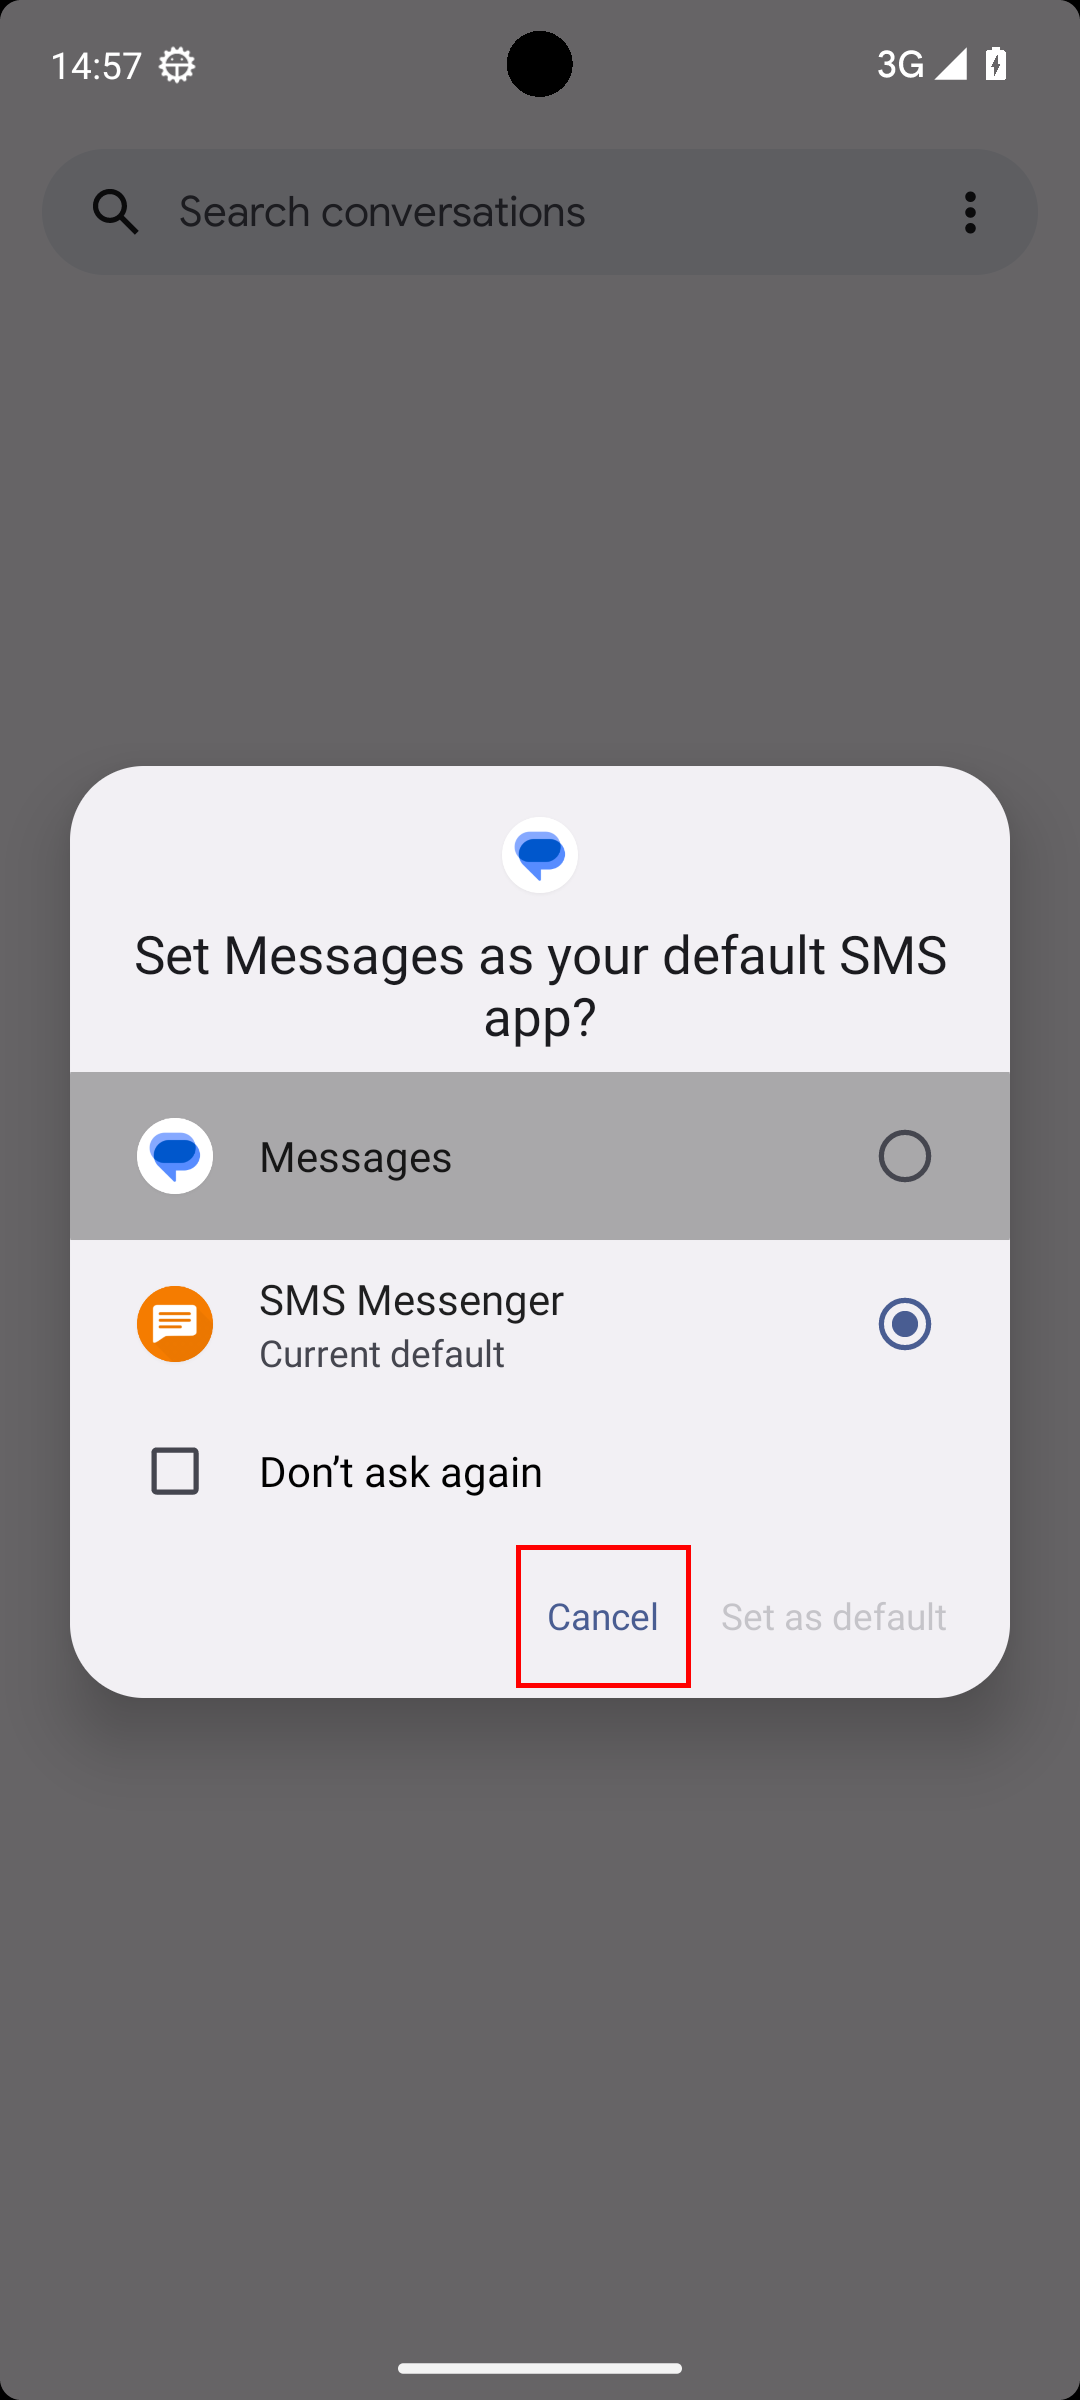 14:57
3G
Search conversations
Set Messages as your default SMS
app?
Messages
SMS Messenger
Current default
Don’t ask again
Cancel
Set as default